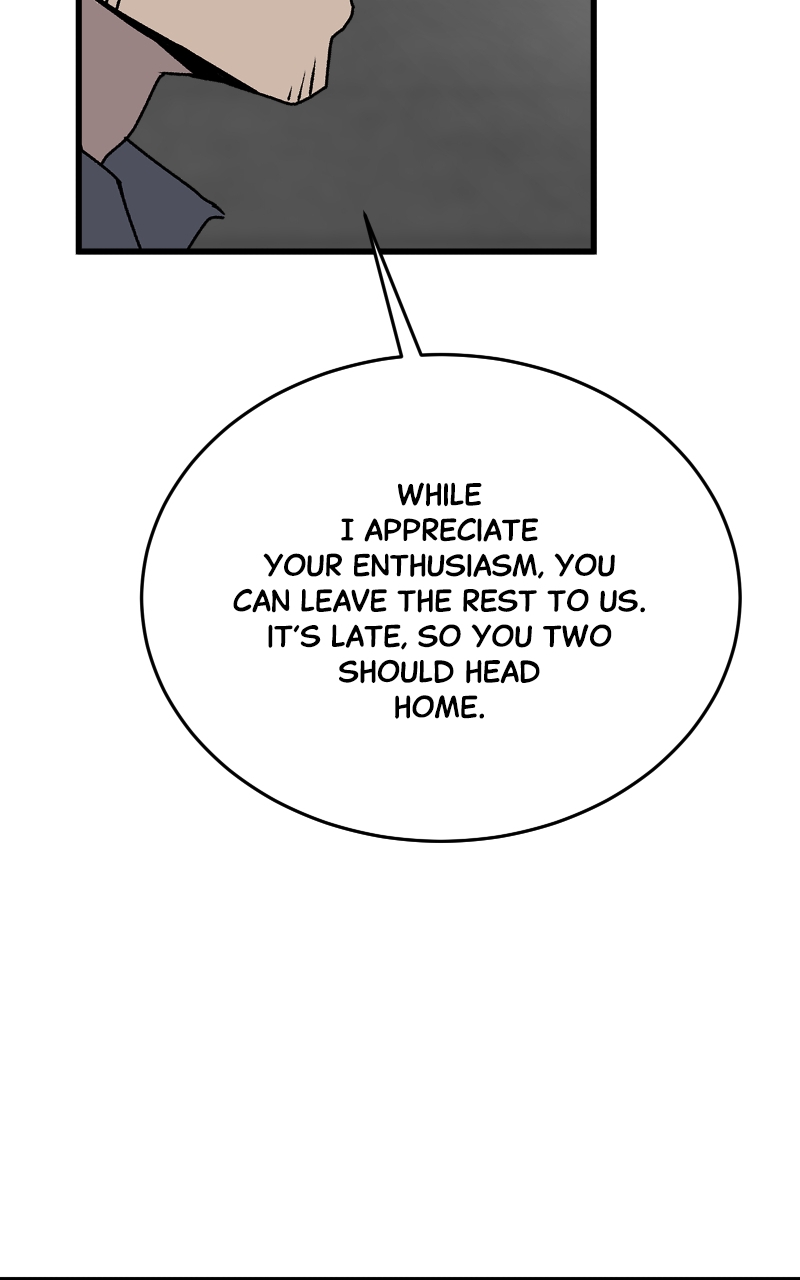 WHILE
I APPRECIATE
YOUR ENTHUSIASM, YOU
CAN LEAVE THE REST TO US.
IT'S LATE, SO YOU TWO
SHOULD HEAD
HOME.